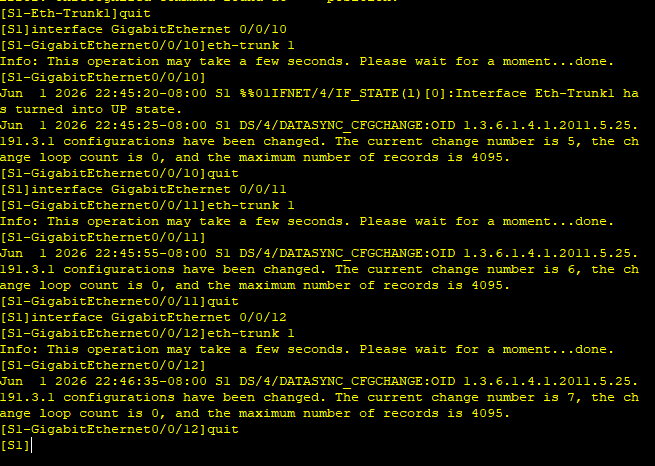 [S1-Eth-Trunk1]quit
[S1]interface GigabitEthernet 0/0/10
[S1-GigabitEthernet0/0/10]eth-trunk 1
Info: This operation may take a few seconds. Please wait for a moment...done.
[S1-GigabitEthernet0/0/10]
Jun  1 2026 22:45:20-08:00 S1 %%01IFNET/4/IF_STATE(l)[0]:Interface Eth-Trunk1 ha
s turned into UP state.
Jun  1 2026 22:45:25-08:00 S1 DS/4/DATASYNC_CFGCHANGE:OID 1.3.6.1.4.1.2011.5.25.
191.3.1 configurations have been changed. The current change number is 5, the ch
ange loop count is 0, and the maximum number of records is 4095.
[S1-GigabitEthernet0/0/10]quit
[S1]interface GigabitEthernet 0/0/11
[S1-GigabitEthernet0/0/11]eth-trunk 1
Info: This operation may take a few seconds. Please wait for a moment...done.
[S1-GigabitEthernet0/0/11]
Jun  1 2026 22:45:55-08:00 S1 DS/4/DATASYNC_CFGCHANGE:OID 1.3.6.1.4.1.2011.5.25.
191.3.1 configurations have been changed. The current change number is 6, the ch
ange loop count is 0, and the maximum number of records is 4095.
[S1-GigabitEthernet0/0/11]quit
[S1]interface GigabitEthernet 0/0/12
[S1-GigabitEthernet0/0/12]eth-trunk 1
Info: This operation may take a few seconds. Please wait for a moment...done.
[S1-GigabitEthernet0/0/12]
Jun  1 2026 22:46:35-08:00 S1 DS/4/DATASYNC_CFGCHANGE:OID 1.3.6.1.4.1.2011.5.25.
191.3.1 configurations have been changed. The current change number is 7, the ch
ange loop count is 0, and the maximum number of records is 4095.
[S1-GigabitEthernet0/0/12]quit
[S1]